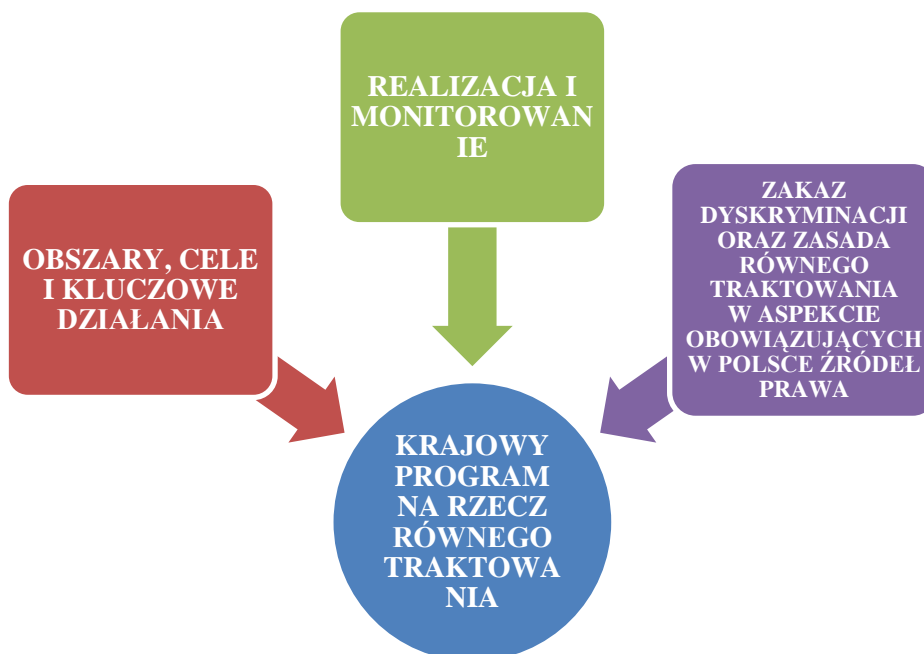 REALIZACJA I
MONITOROWAN
IE
OBSZARY, CELE
I KLUCZOWE
DZIAŁANIA
ZAKAZ
DYSKRYMINACJI
ORAZ ZASADA
RÓWNEGO
TRAKTOWANIA
W ASPEKCIE
OBOWIĄZUJĄCYCH
W POLSCE ŹRÓDEŁ
PRAWA
KRAJOWY
PROGRAM
NA RZECZ
RÓWNEGO
TRAKTOWA
NIA